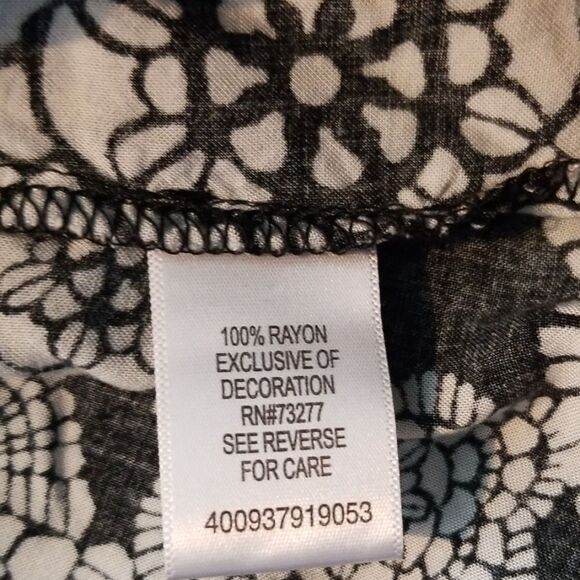 100% RAYON
EXCLUSIVE OF
DECORATION
RN#73277
SEE REVERSE
FOR CARE
400937919053